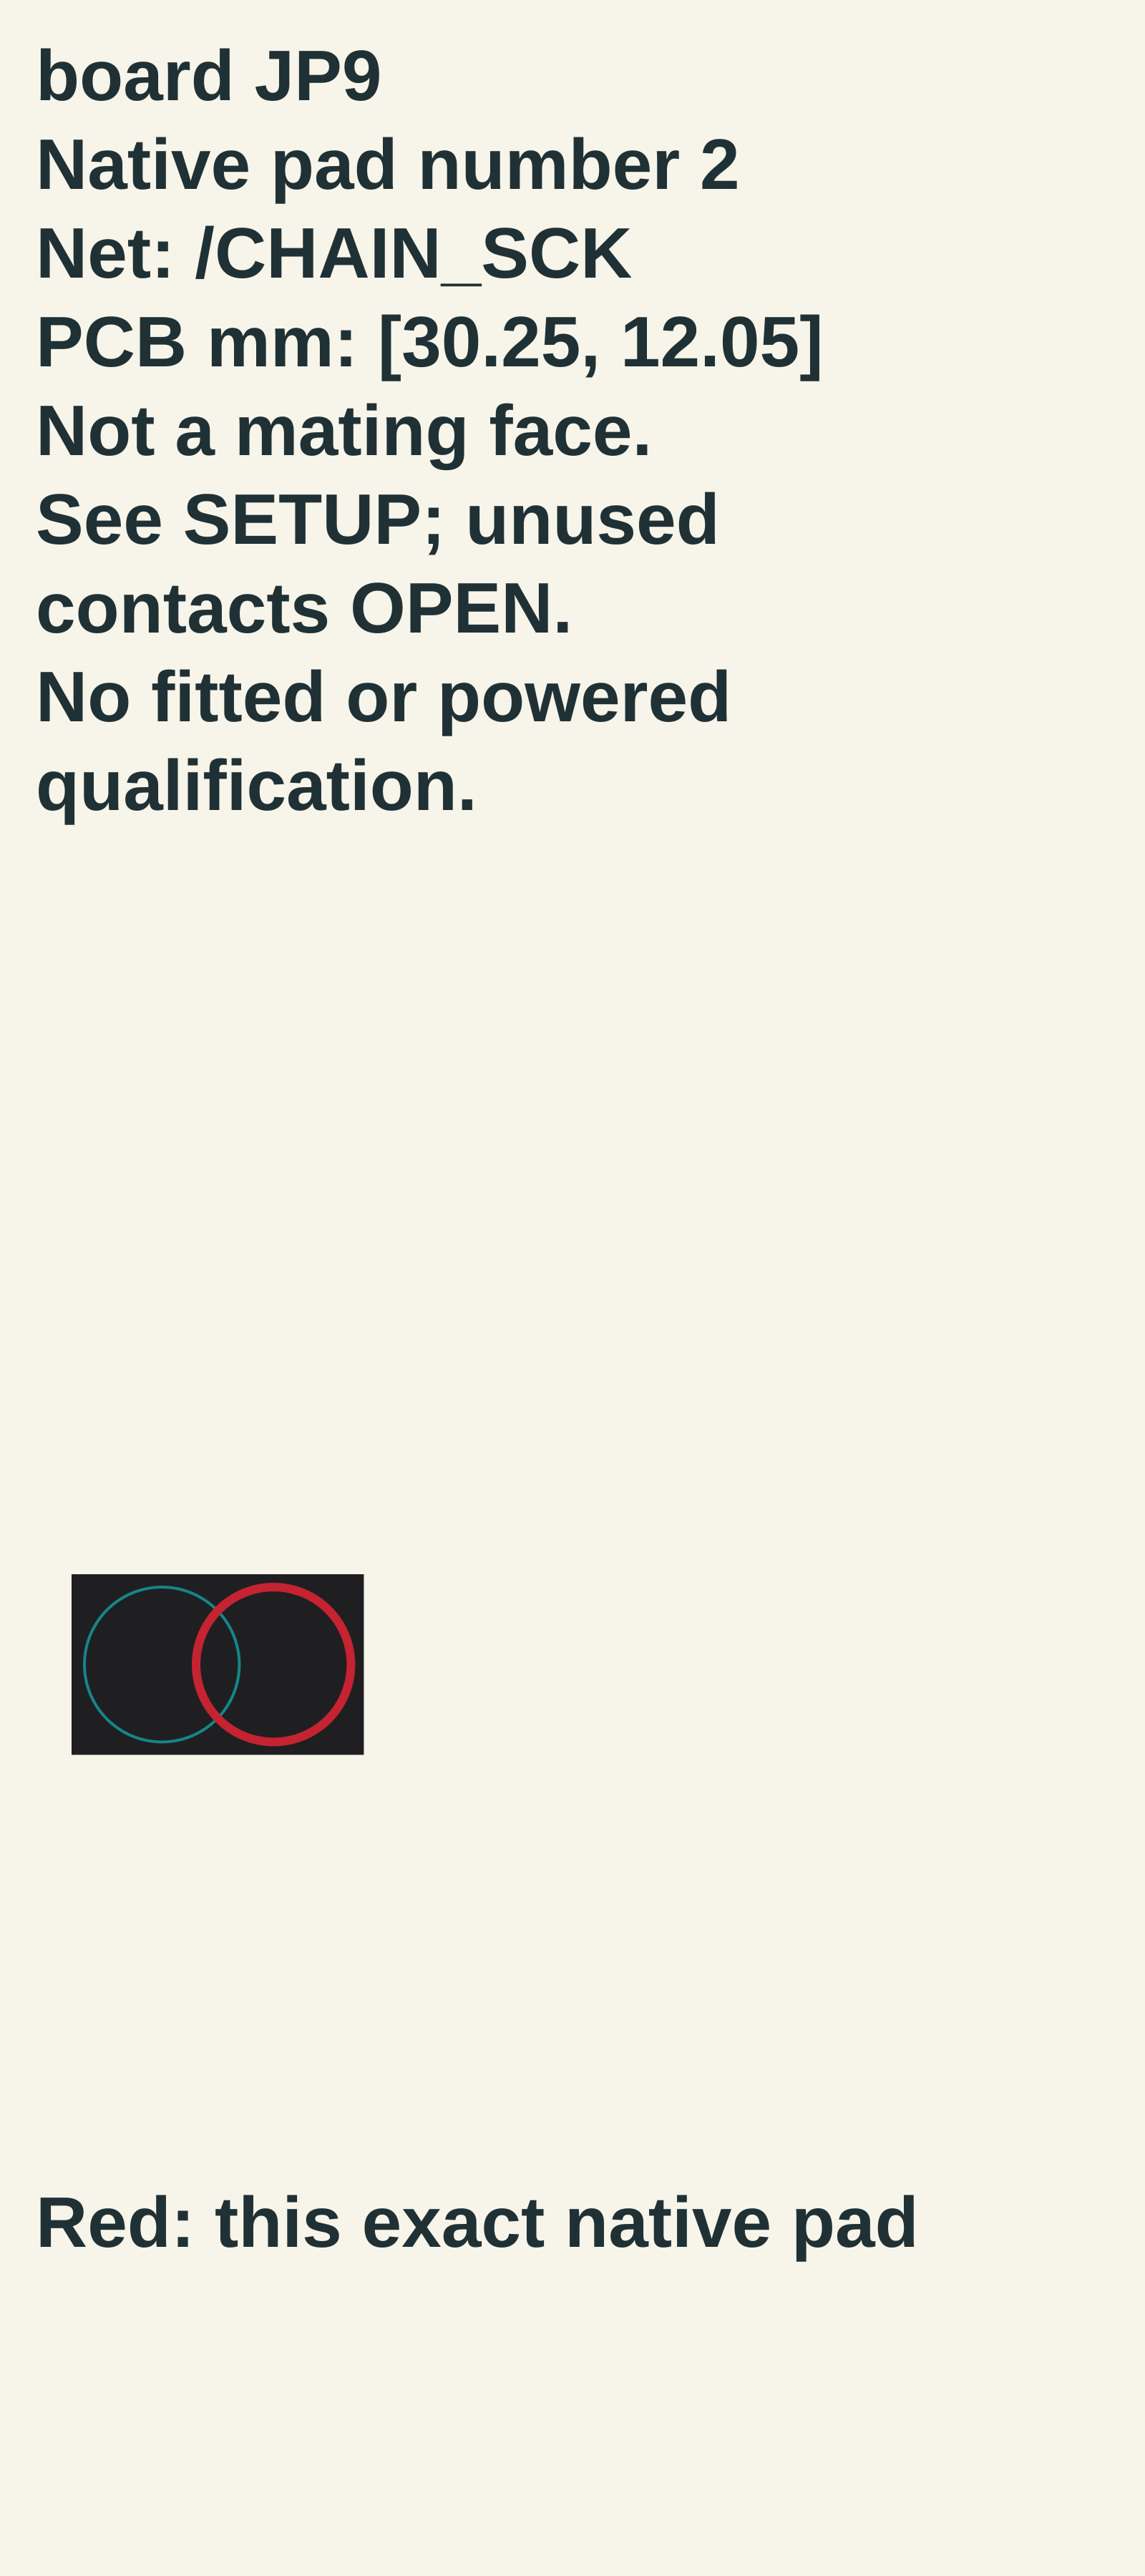 board JP9
Native pad number 2
Net: /CHAIN_SCK
PCB mm: [30.25, 12.05]
Not a mating face.
See SETUP; unused
contacts OPEN.
No fitted or powered
qualification.
Red: this exact native pad